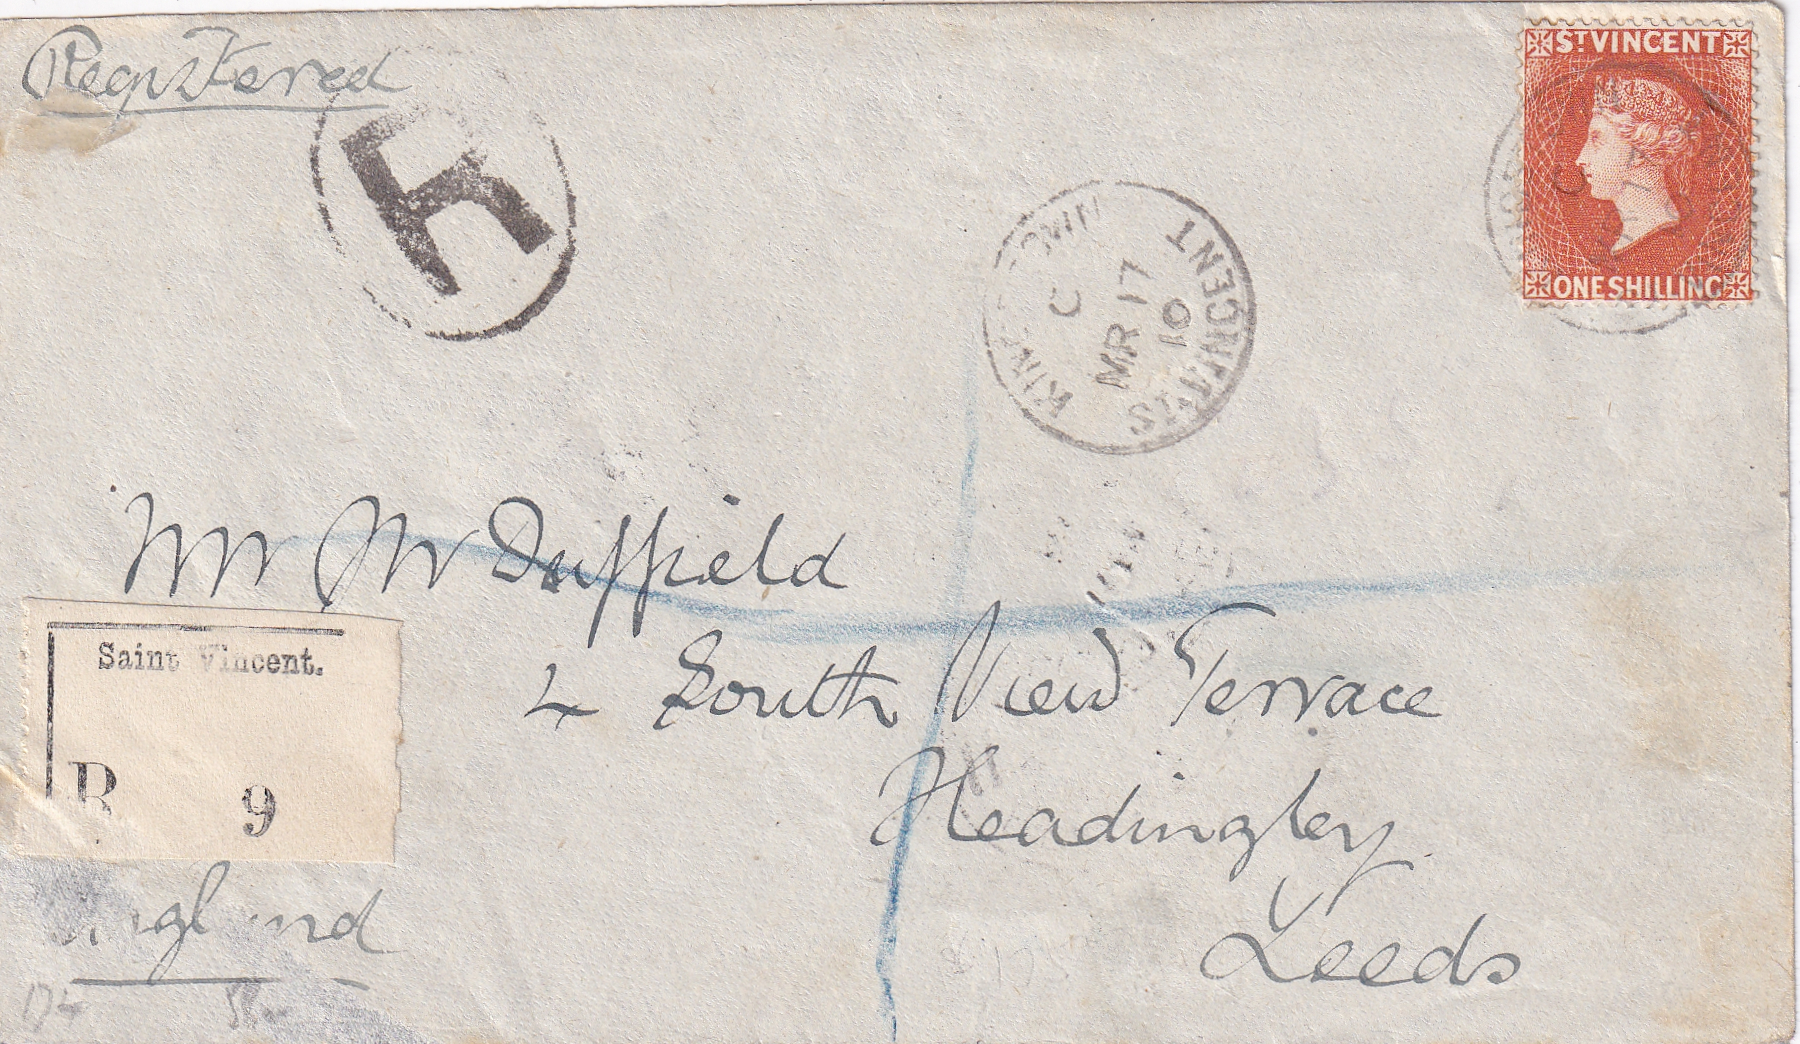 Registered
ST VINCENT
ONE SHILLING
R
KINGSTOWN
C
MR 17
10
ST. VINCENT
Mr W Duffield
4 South View Terrace
Headingley
Leeds
Saint Vincent.
R 9
England